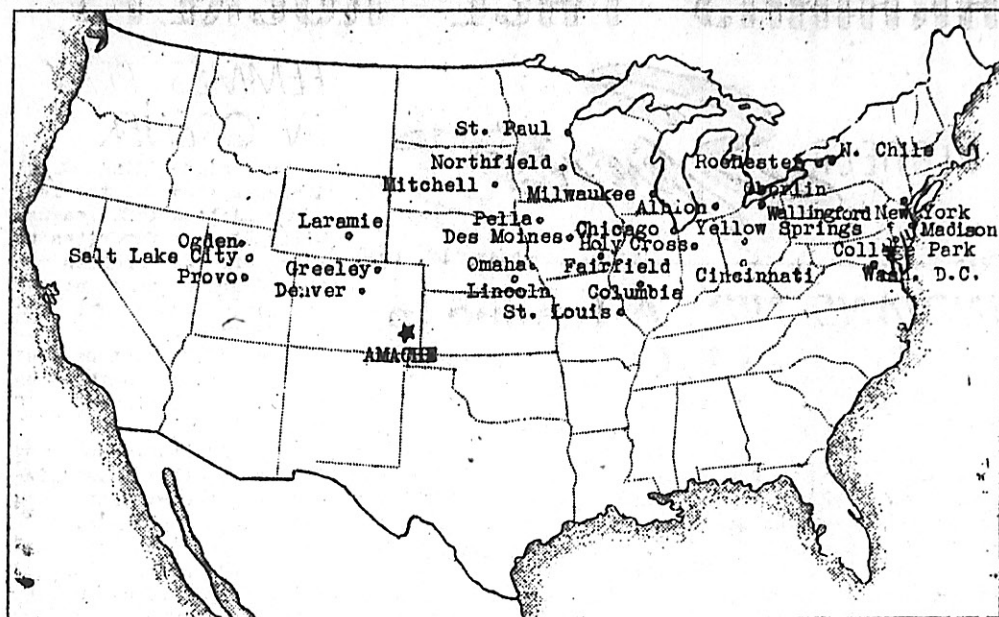 St. Paul
Northfield
Rochester
N. Chile
Mitchell
Milwaukee
Oberlin
Albion
Wallingford
New York
Laramie
Pella
Chicago
Yellow Springs
Madison
Ogden
Des Moines
Holy Cross
College Park
Salt Lake City
Greeley
Omaha
Fairfield
Cincinnati
Wash. D.C.
Provo
Denver
Lincoln
Columbia
St. Louis
AMACHE